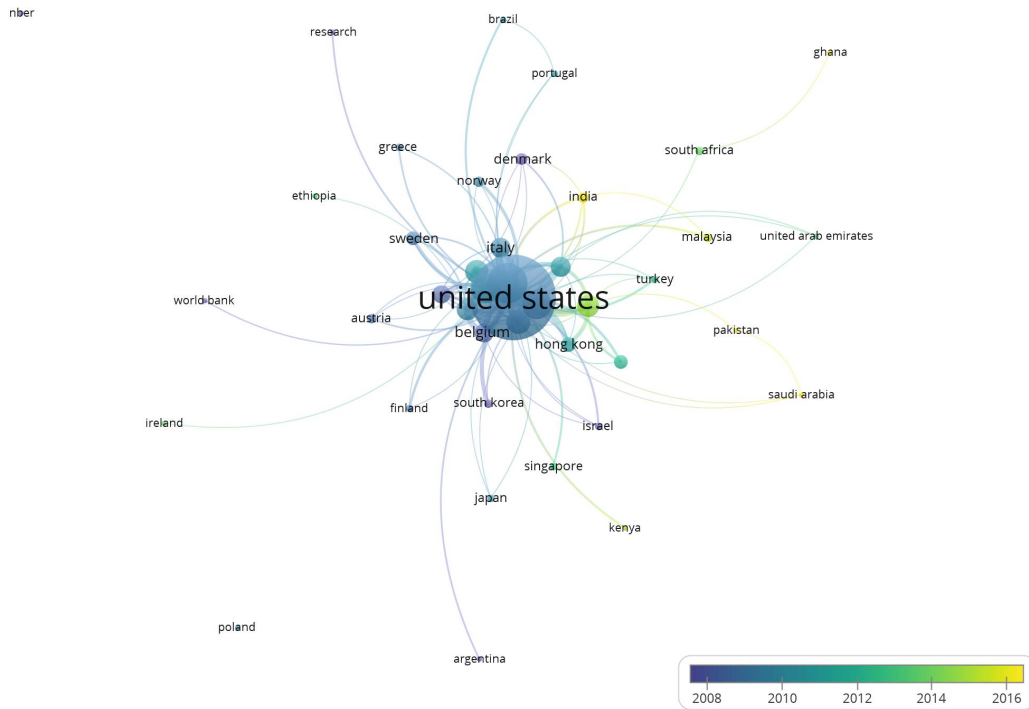 nber
research
brazil
portugal
ghana
greece
denmark
south africa
norway
ethiopia
india
sweden
italy
malaysia
united arab emirates
turkey
united states
world bank
austria
belgium
hong kong
pakistan
saudi arabia
finland
south korea
ireland
israel
singapore
japan
kenya
poland
argentina
2008 2010 2012 2014 2016